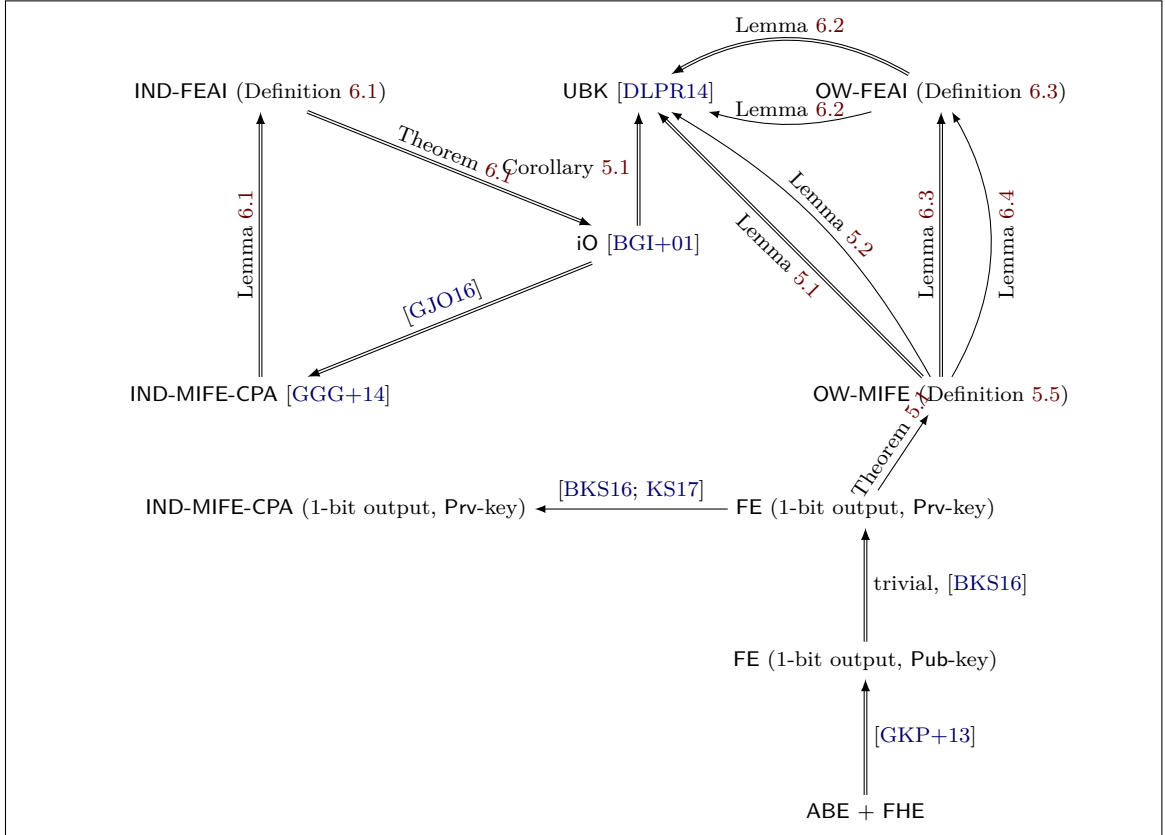 Lemma 6.2
IND-FEAI (Definition 6.1)
UBK [DLPR14]
OW-FEAI (Definition 6.3)
Lemma 6.2
Theorem 6.1
Corollary 5.1
Lemma 5.2
Lemma 6.1
Lemma 5.1
Lemma 6.3
Lemma 6.4
iO [BGI+01]
[GJO16]
IND-MIFE-CPA [GGG+14]
OW-MIFE (Definition 5.5)
Theorem 5.1
[BKS16; KS17]
IND-MIFE-CPA (1-bit output, Prv-key)
FE (1-bit output, Prv-key)
trivial, [BKS16]
FE (1-bit output, Pub-key)
[GKP+13]
ABE + FHE